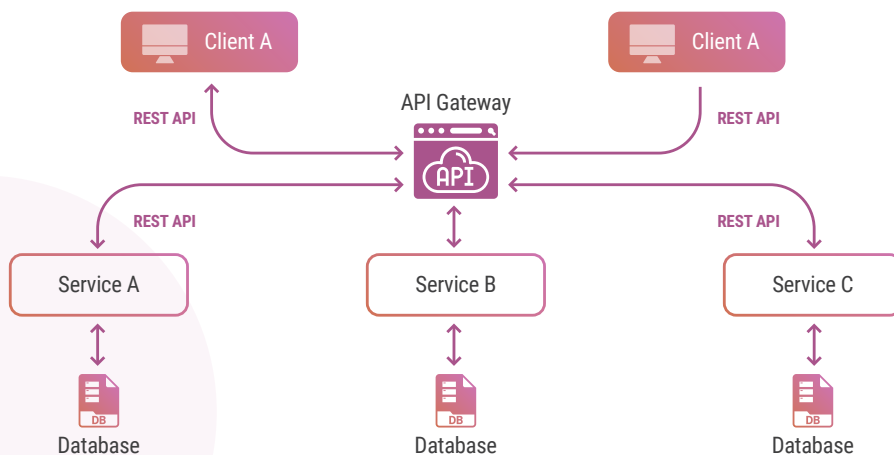 Client A
Client A
API Gateway
REST API
REST API
API
REST API
REST API
Service A
Service B
Service C
DB
DB
DB
Database
Database
Database